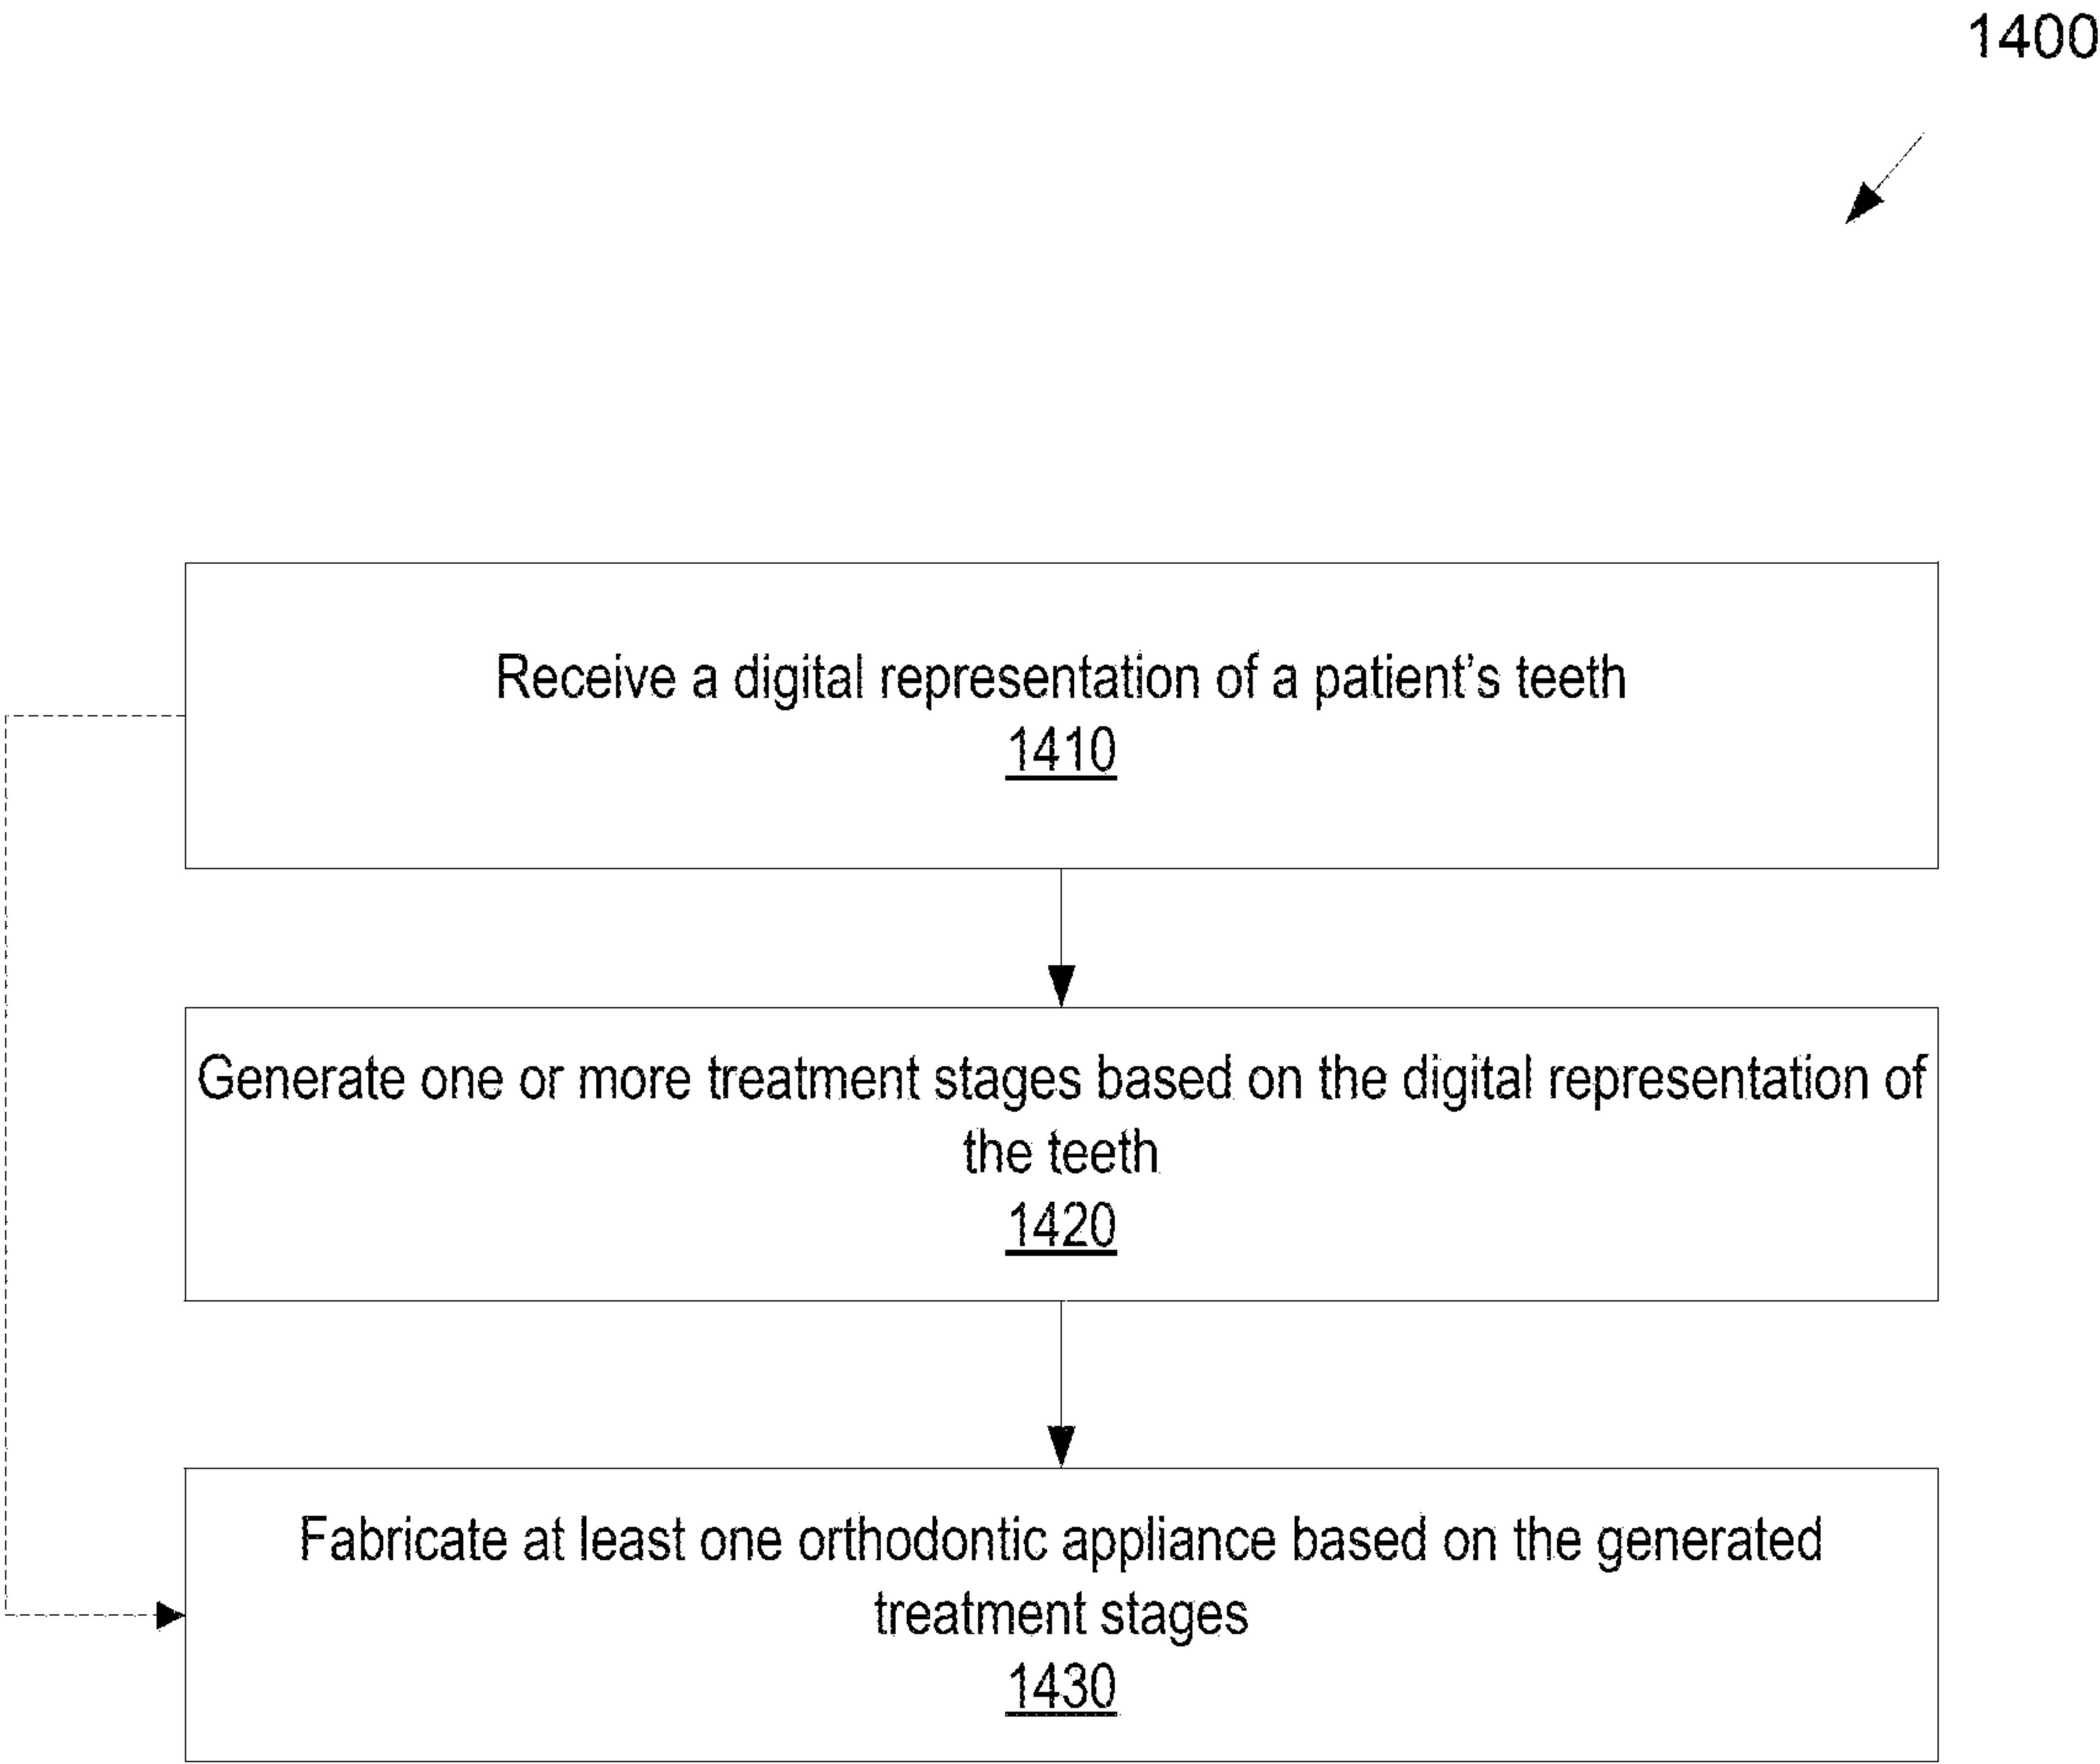 1400
Receive a digital representation of a patient's teeth
1410
Generate one or more treatment stages based on the digital representation of
the teeth
1420
Fabricate at least one orthodontic appliance based on the generated
treatment stages
1430